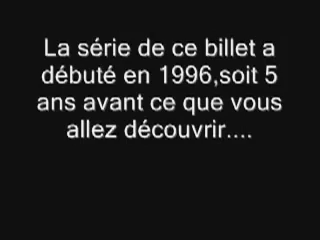 La série de ce billet a
débuté en 1996,soit 5
ans avant ce que vous
allez découvrir....